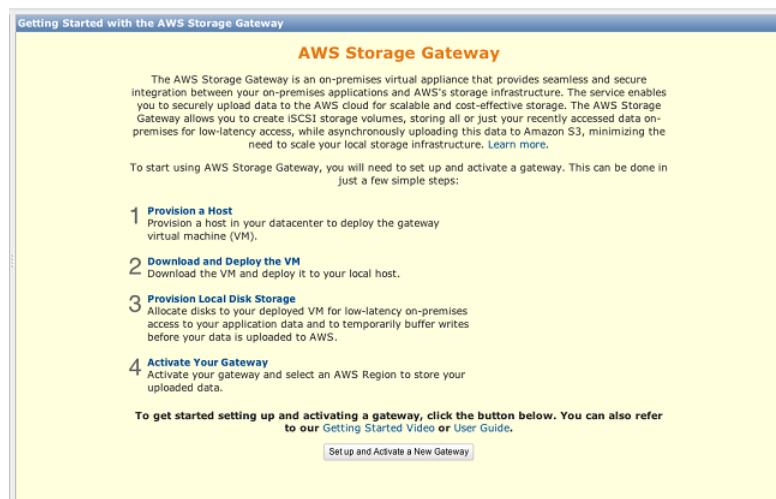 Getting Started with the AWS Storage Gateway
AWS Storage Gateway
The AWS Storage Gateway is an on-premises virtual appliance that provides seamless and secure
integration between your on-premises applications and AWS's storage infrastructure. The service enables
you to securely upload data to the AWS cloud for scalable and cost-effective storage. The AWS Storage
Gateway allows you to create iSCSI storage volumes, storing all or just your recently accessed data on-
premises for low-latency access, while asynchronously uploading this data to Amazon S3, minimizing the
need to scale your local storage infrastructure. Learn more.
To start using AWS Storage Gateway, you will need to set up and activate a gateway. This can be done in
just a few simple steps:
1 Provision a Host
Provision a host in your datacenter to deploy the gateway
virtual machine (VM).
2 Download and Deploy the VM
Download the VM and deploy it to your local host.
3 Provision Local Disk Storage
Allocate disks to your deployed VM for low-latency on-premises
access to your application data and to temporarily buffer writes
before your data is uploaded to AWS.
4 Activate Your Gateway
Activate your gateway and select an AWS Region to store your
uploaded data.
To get started setting up and activating a gateway, click the button below. You can also refer
to our Getting Started Video or User Guide.
Set up and Activate a New Gateway